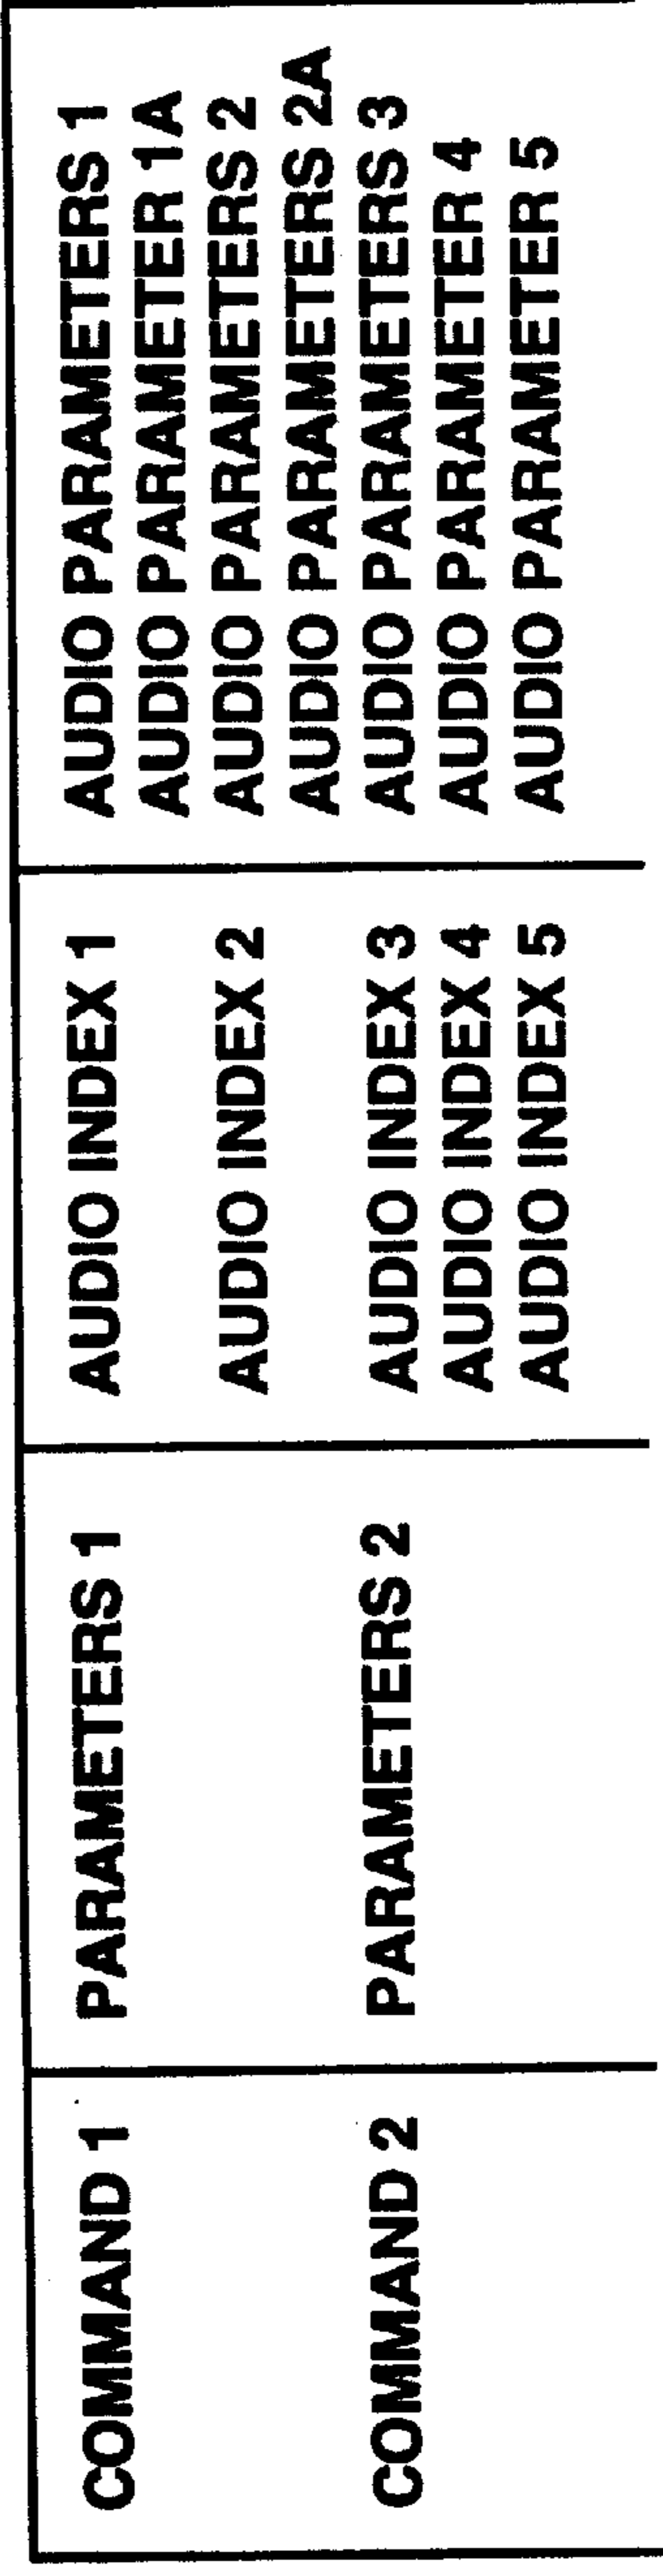 COMMAND 1 PARAMETERS 1 AUDIO INDEX 1 AUDIO PARAMETERS 1
AUDIO PARAMETER 1A
AUDIO INDEX 2 AUDIO PARAMETERS 2
AUDIO PARAMETERS 2A
COMMAND 2 PARAMETERS 2 AUDIO INDEX 3 AUDIO PARAMETERS 3
AUDIO INDEX 4 AUDIO PARAMETER 4
AUDIO INDEX 5 AUDIO PARAMETER 5